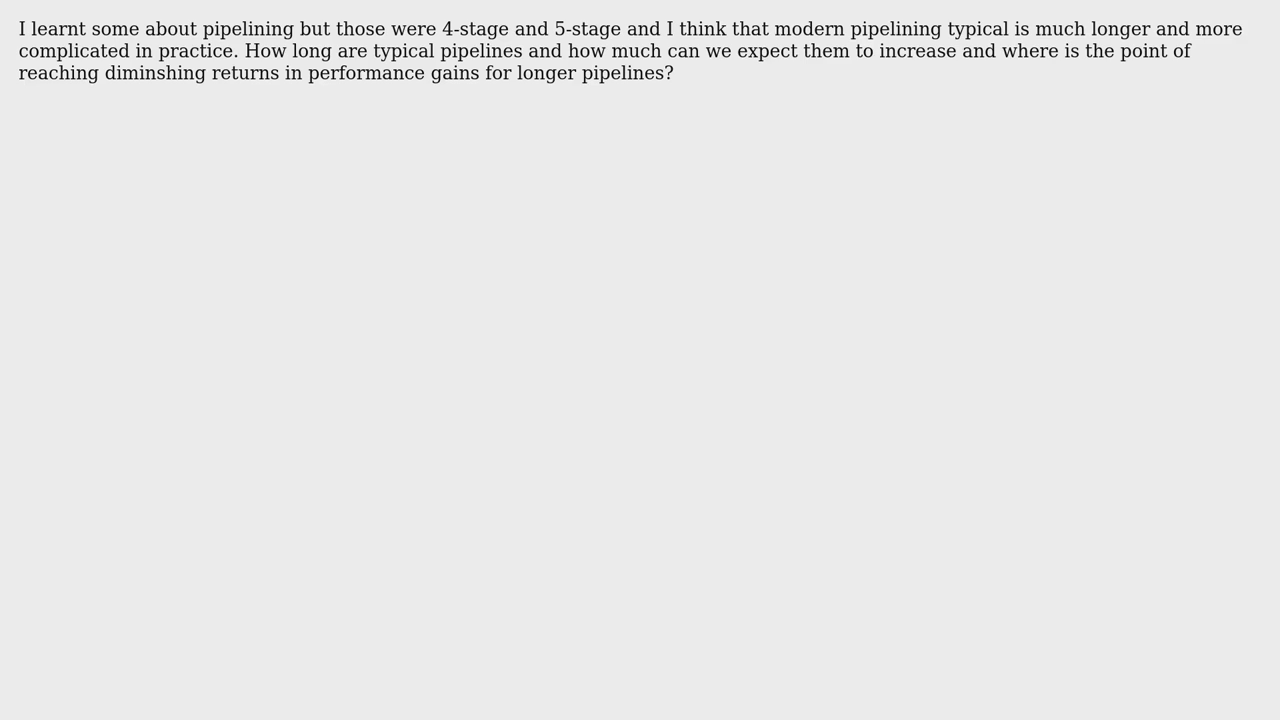 I learnt some about pipelining but those were 4-stage and 5-stage and I think that modern pipelining typical is much longer and more
complicated in practice. How long are typical pipelines and how much can we expect them to increase and where is the point of
reaching diminshing returns in performance gains for longer pipelines?